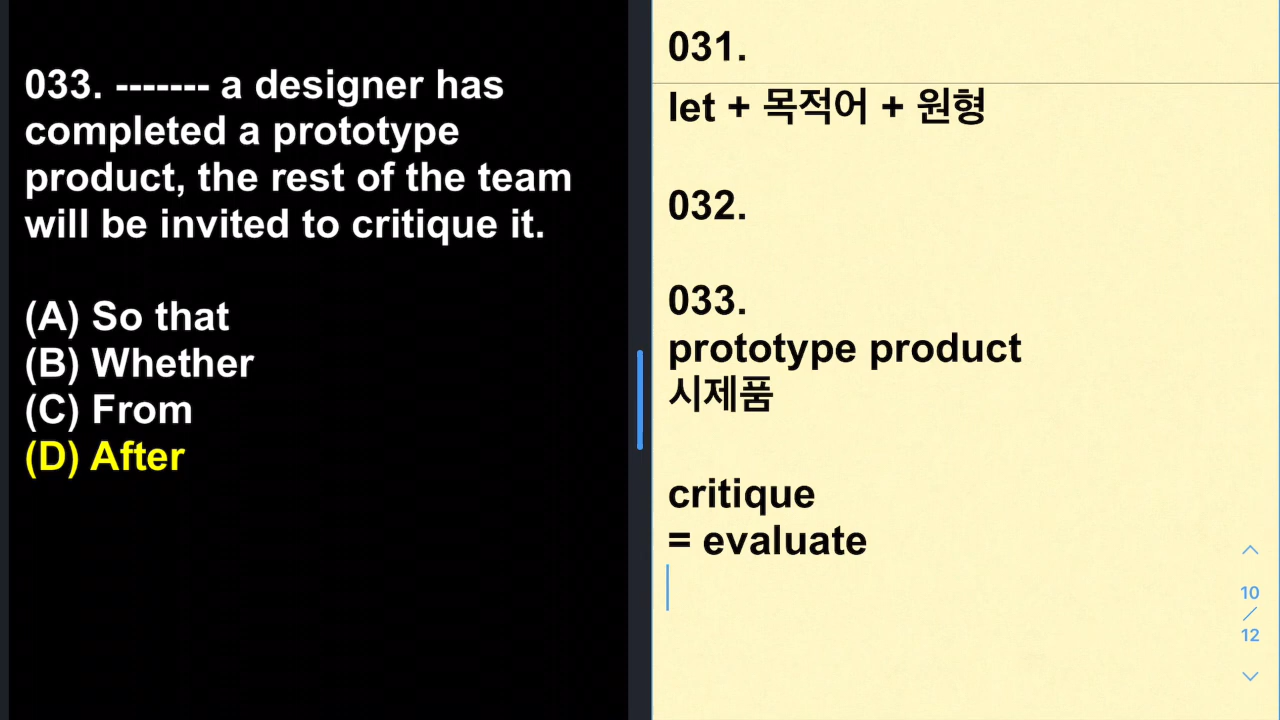 033. ------- a designer has
completed a prototype
product, the rest of the team
will be invited to critique it.
(A) So that
(B) Whether
(C) From
(D) After
031.
let + 목적어 + 원형
032.
033.
prototype product
시제품
critique
= evaluate
10
/
12